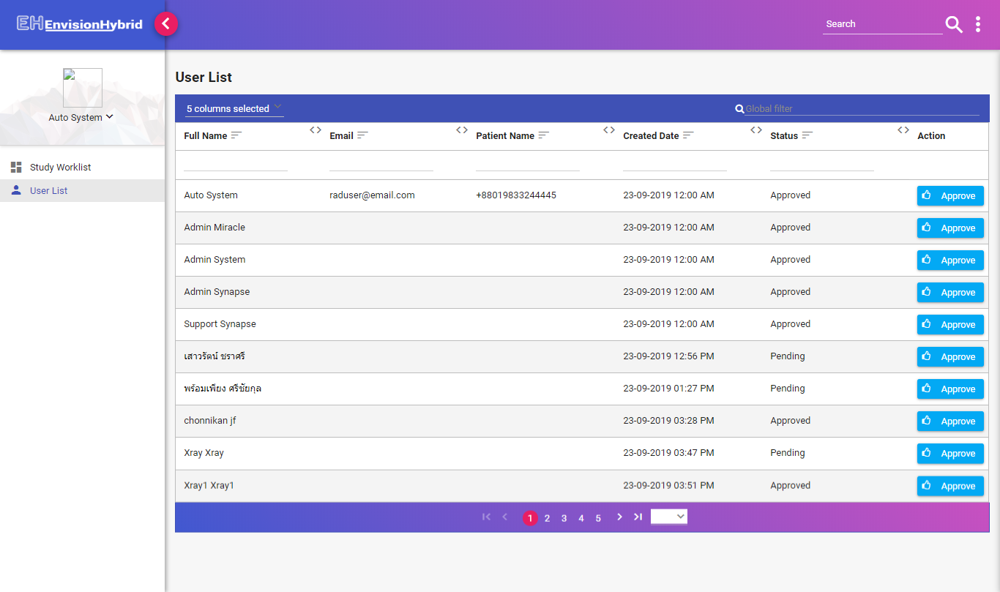 EH EnvisionHybrid
Search
Auto System
Study Worklist
User List
User List
5 columns selected Global filter
Full Name <> Email <> Patient Name <> Created Date <> Status <> Action
Auto System raduser@email.com +88019833244445 23-09-2019 12:00 AM Approved Approve
Admin Miracle 23-09-2019 12:00 AM Approved Approve
Admin System 23-09-2019 12:00 AM Approved Approve
Admin Synapse 23-09-2019 12:00 AM Approved Approve
Support Synapse 23-09-2019 12:00 AM Approved Approve
เสาวรัตน์ ชราศรี 23-09-2019 12:56 PM Pending Approve
พร้อมเพียง ศรีชัยกุล 23-09-2019 01:27 PM Pending Approve
chonnikan jf 23-09-2019 03:28 PM Approved Approve
Xray Xray 23-09-2019 03:47 PM Pending Approve
Xray1 Xray1 23-09-2019 03:51 PM Approved Approve
1 2 3 4 5